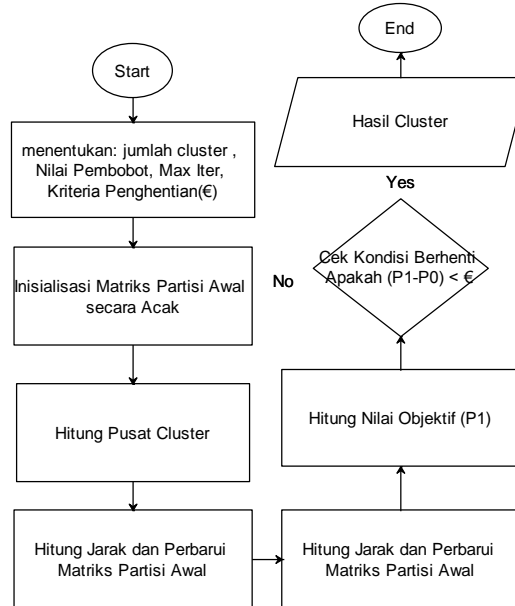 Start
menentukan: jumlah cluster ,
Nilai Pembobot, Max Iter,
Kriteria Penghentian(€)
Inisialisasi Matriks Partisi Awal
secara Acak
Hitung Pusat Cluster
Hitung Jarak dan Perbarui
Matriks Partisi Awal
Hitung Jarak dan Perbarui
Matriks Partisi Awal
Hitung Nilai Objektif (P1)
Cek Kondisi Berhenti
Apakah (P1-P0) < €
No
Yes
Hasil Cluster
End